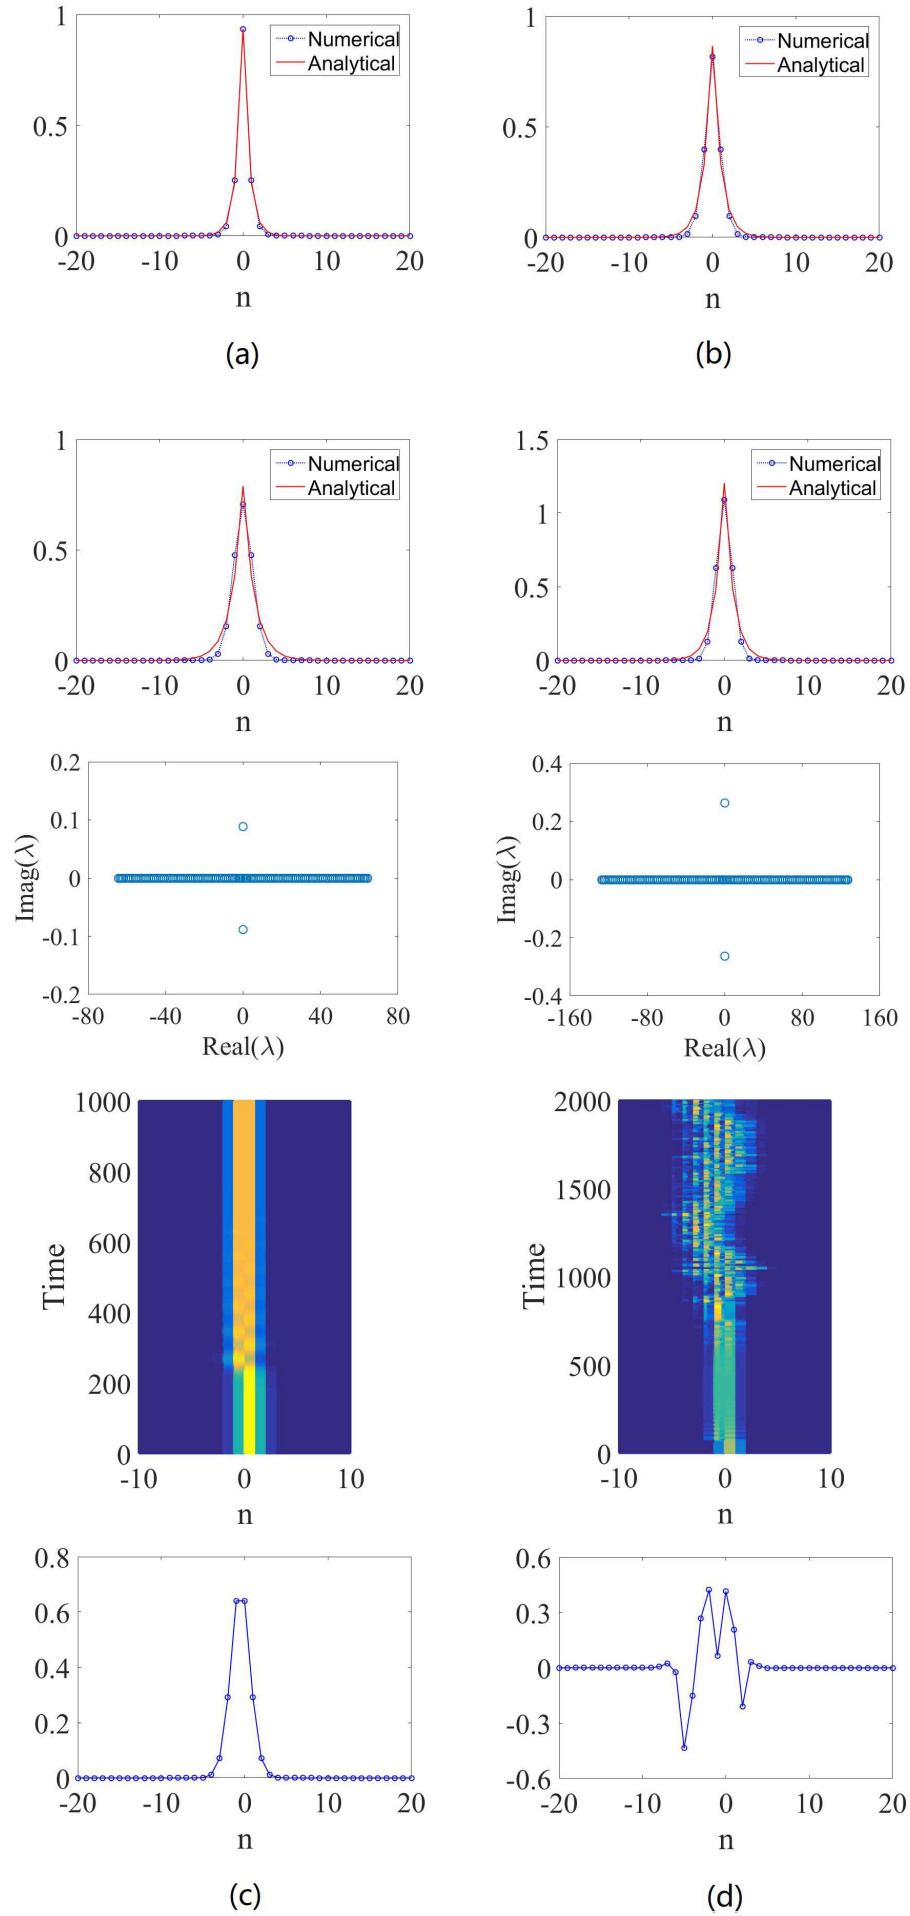 1
0.5
0
-20 -10 0 10 20
n
Numerical
Analytical
(a)
1
0.5
0
-20 -10 0 10 20
n
Numerical
Analytical
(b)
1
0.5
0
-20 -10 0 10 20
n
Numerical
Analytical
1.5
1
0.5
0
-20 -10 0 10 20
n
Numerical
Analytical
0.2
0.1
0
-0.1
-0.2
-80 -40 0 40 80
Imag(λ)
Real(λ)
0.4
0.2
0
-0.2
-0.4
-160 -80 0 80 160
Imag(λ)
Real(λ)
1000
800
600
400
200
0
-10 0 10
Time
n
2000
1500
1000
500
0
-10 0 10
Time
n
0.8
0.6
0.4
0.2
0
-20 -10 0 10 20
n
(c)
0.6
0.3
0
-0.3
-0.6
-20 -10 0 10 20
n
(d)